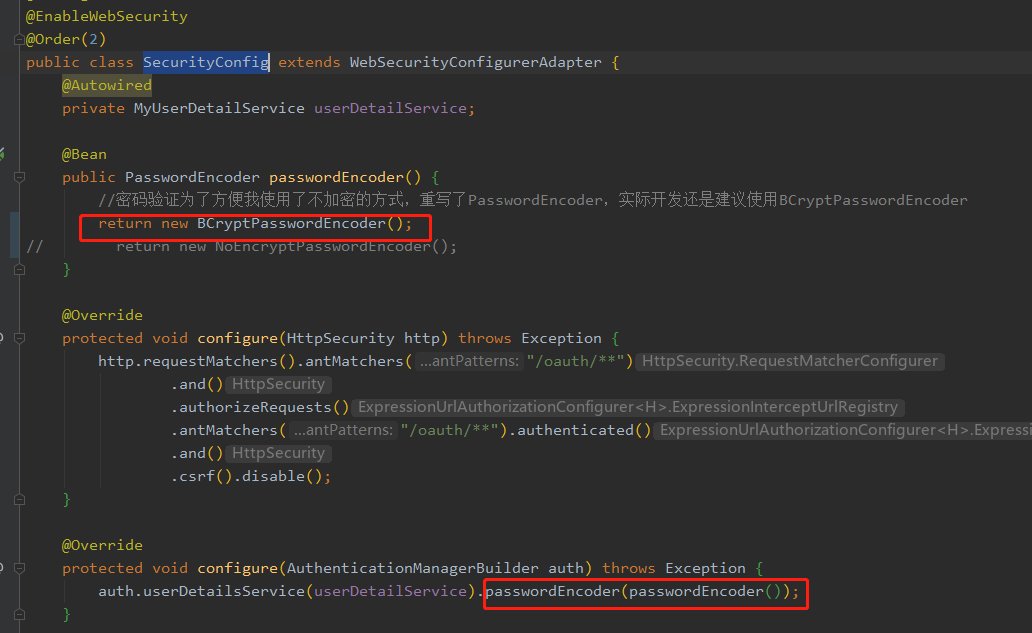 @EnableWebSecurity
@Order(2)
public class SecurityConfig extends WebSecurityConfigurerAdapter {
@Autowired
private MyUserDetailService userDetailService;
@Bean
public PasswordEncoder passwordEncoder() {
//密码验证为了方便我使用了不加密的方式，重写了PasswordEncoder，实际开发还是建议使用BCryptPasswordEncoder
return new BCryptPasswordEncoder();
// return new NoEncryptPasswordEncoder();
}
@Override
protected void configure(HttpSecurity http) throws Exception {
http.requestMatchers().antMatchers( ...antPatterns: "/oauth/**") HttpSecurity.RequestMatcherConfigurer
.and() HttpSecurity
.authorizeRequests() ExpressionUrlAuthorizationConfigurer<H>.ExpressionInterceptUrlRegistry
.antMatchers( ...antPatterns: "/oauth/**").authenticated() ExpressionUrlAuthorizationConfigurer<H>.Expressi
.and() HttpSecurity
.csrf().disable();
}
@Override
protected void configure(AuthenticationManagerBuilder auth) throws Exception {
auth.userDetailsService(userDetailService).passwordEncoder(passwordEncoder());
}